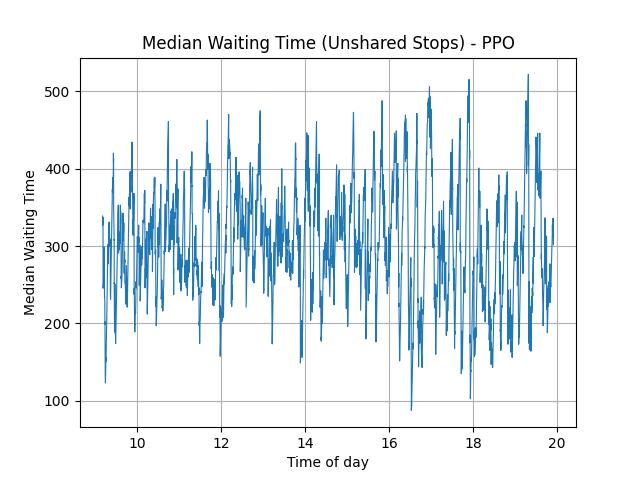 Median Waiting Time (Unshared Stops) - PPO
500
400
300
200
100
Median Waiting Time
10 12 14 16 18 20
Time of day